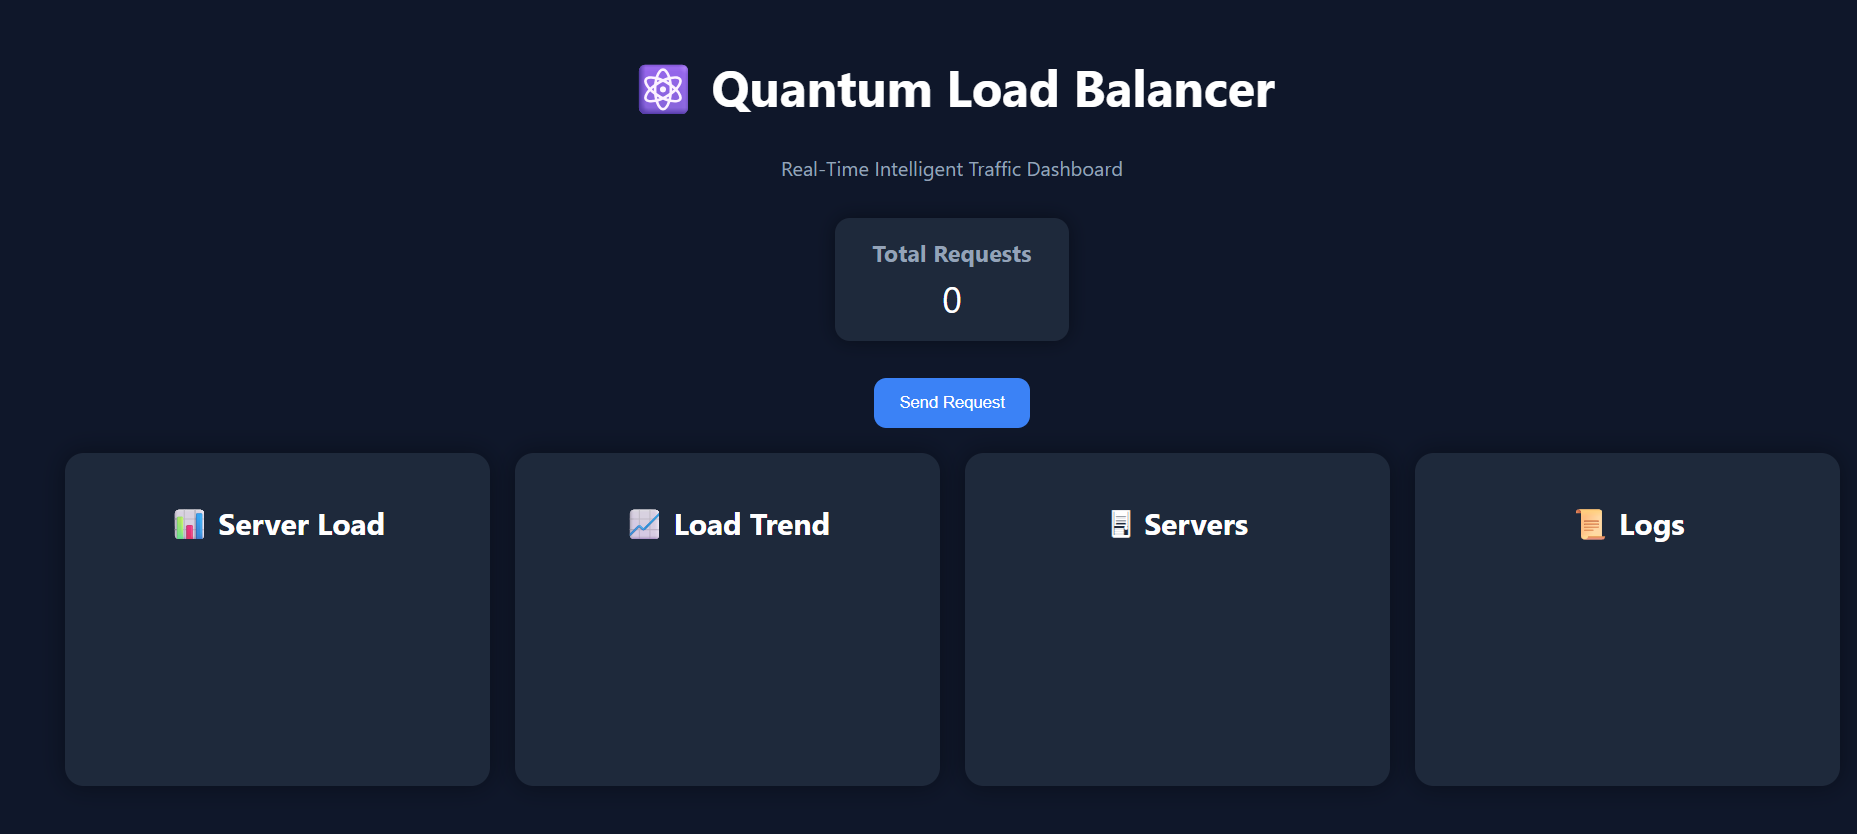 Quantum Load Balancer
Real-Time Intelligent Traffic Dashboard
Total Requests
0
Send Request
Server Load
Load Trend
Servers
Logs